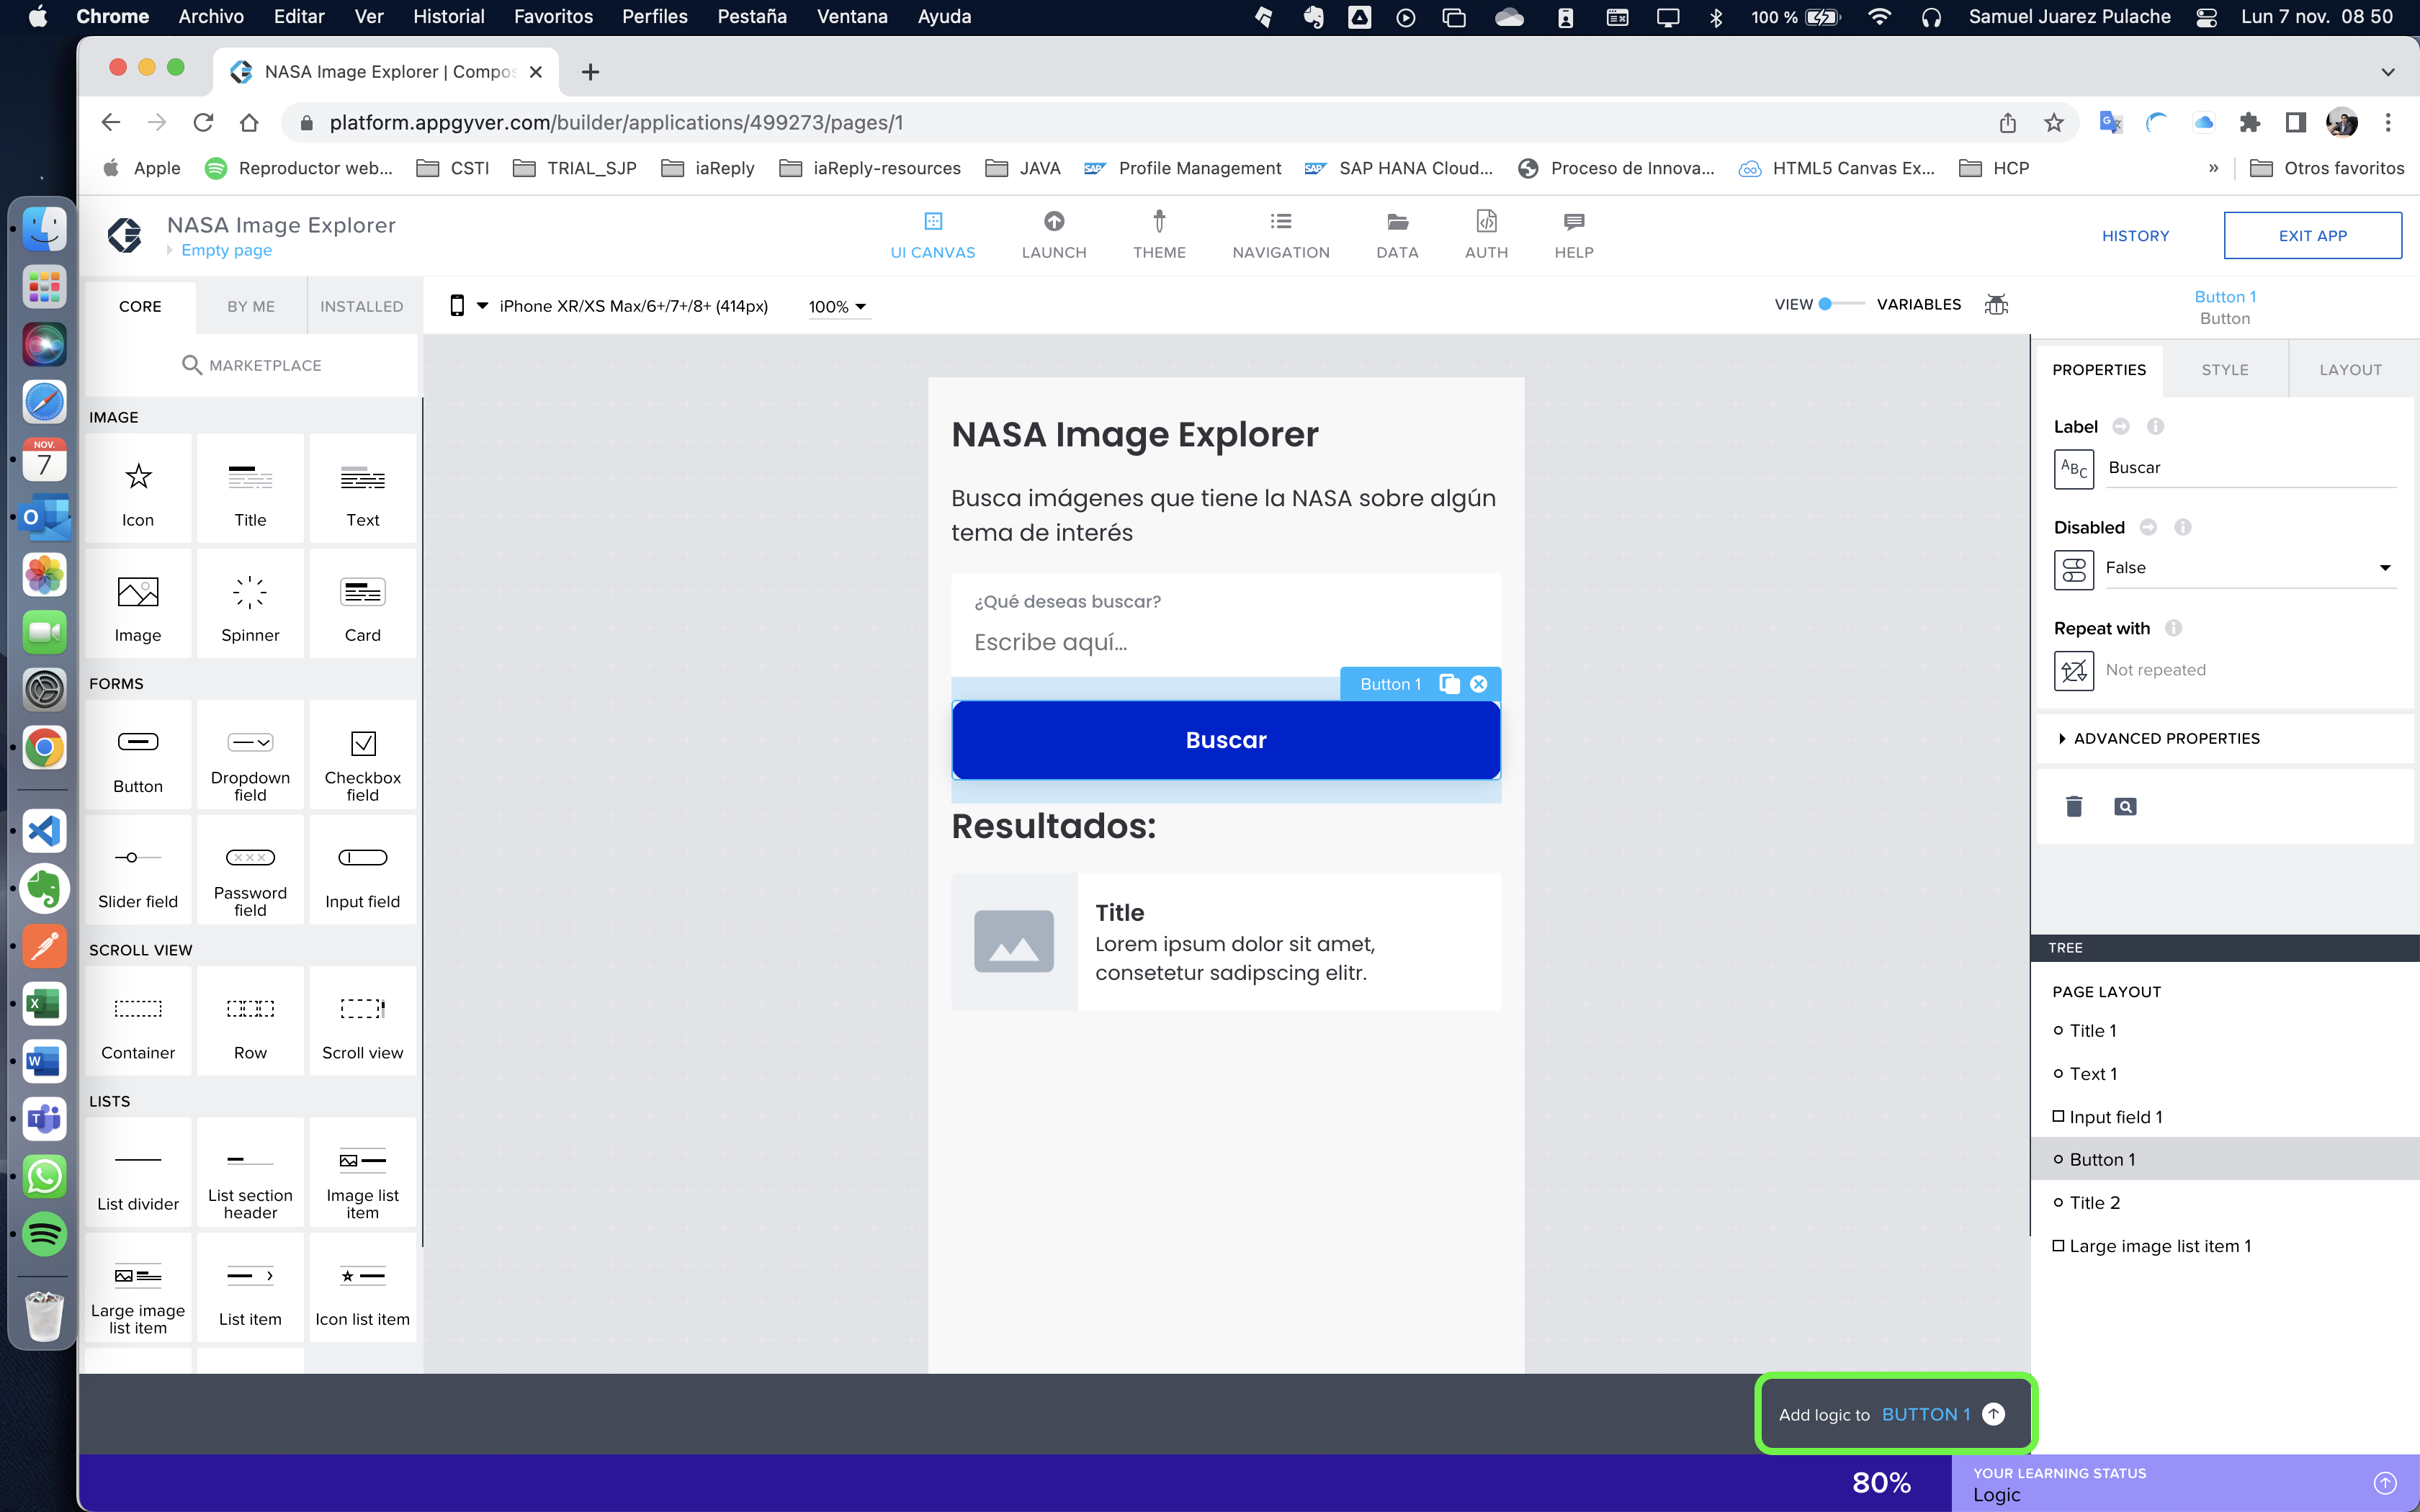 Chrome Archivo Editar Ver Historial Favoritos Perfiles Pestaña Ventana Ayuda
100 % Samuel Juarez Pulache Lun 7 nov. 08 50
NASA Image Explorer | Compos
platform.appgyver.com/builder/applications/499273/pages/1
Apple Reproductor web... CSTI TRIAL_SJP iaReply iaReply-resources JAVA SAP Profile Management SAP SAP HANA Cloud... Proceso de Innova... HTML5 Canvas Ex... HCP » Otros favoritos
NASA Image Explorer
Empty page
UI CANVAS LAUNCH THEME NAVIGATION DATA AUTH HELP
HISTORY EXIT APP
CORE BY ME INSTALLED
iPhone XR/XS Max/6+/7+/8+ (414px) 100%
VIEW VARIABLES
Button 1
Button
MARKETPLACE
IMAGE
Icon Title Text
Image Spinner Card
FORMS
Button Dropdown field Checkbox field
Slider field Password field Input field
SCROLL VIEW
Container Row Scroll view
LISTS
List divider List section header Image list item
Large image list item List item Icon list item
NOV.
7
NASA Image Explorer
Busca imágenes que tiene la NASA sobre algún
tema de interés
¿Qué deseas buscar?
Escribe aquí...
Button 1
Buscar
Resultados:
Title
Lorem ipsum dolor sit amet,
consetetur sadipscing elitr.
PROPERTIES STYLE LAYOUT
Label
ABC Buscar
Disabled
False
Repeat with
Not repeated
ADVANCED PROPERTIES
TREE
PAGE LAYOUT
Title 1
Text 1
Input field 1
Button 1
Title 2
Large image list item 1
Add logic to BUTTON 1
80%
YOUR LEARNING STATUS
Logic